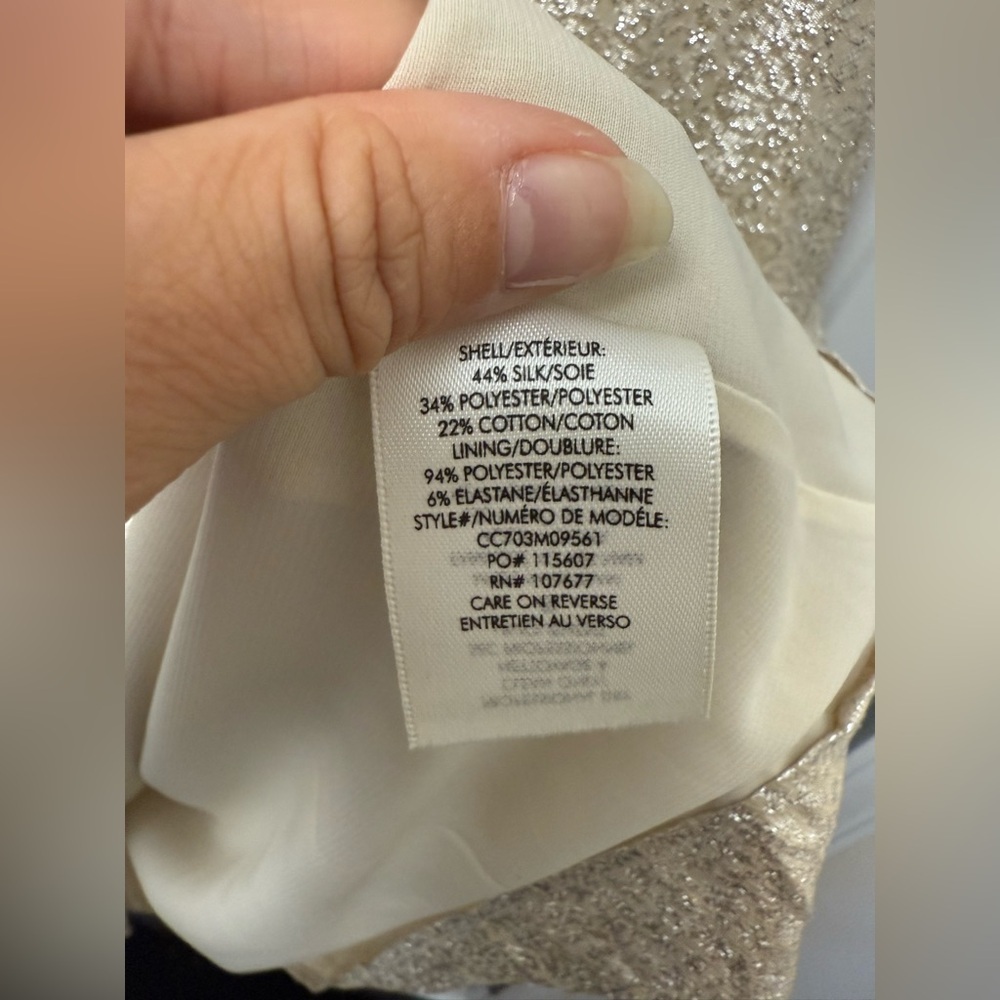 SHELL/EXTÉRIEUR:
44% SILK/SOIE
34% POLYESTER/POLYESTER
22% COTTON/COTON
LINING/DOUBLURE:
94% POLYESTER/POLYESTER
6% ELASTANE/ÉLASTHANNE
STYLE#/NUMÉRO DE MODÉLE:
CC703M09561
PO# 115607
RN# 107677
CARE ON REVERSE
ENTRETIEN AU VERSO